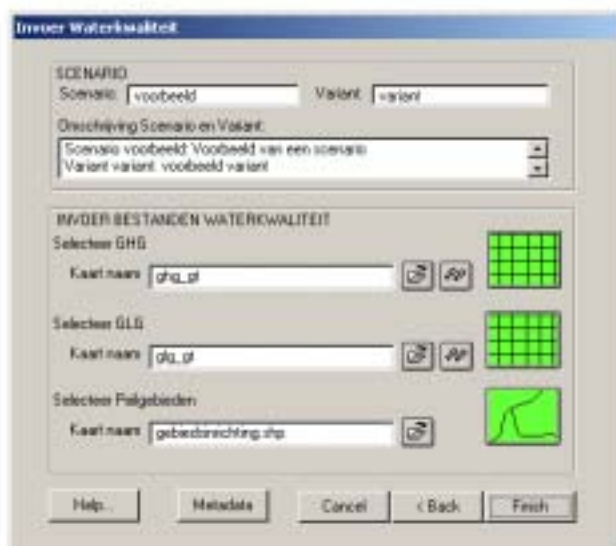 Invoer Waterkwaliteit
SCENARIO
Scenario: voorbeeld Variant: variant
Omschrijving Scenario en Variant:
Scenario voorbeeld: Voorbeeld van een scenario
Variant variant: voorbeeld variant
INVOER BESTANDEN WATERKWALITEIT
Selecteer GHG
Kaart naam ghg_gt
Selecteer GLG
Kaart naam glg_gt
Selecteer Peilgebieden
Kaart naam gebiedsinrichting.shp
Help... Metadata Cancel < Back Finish